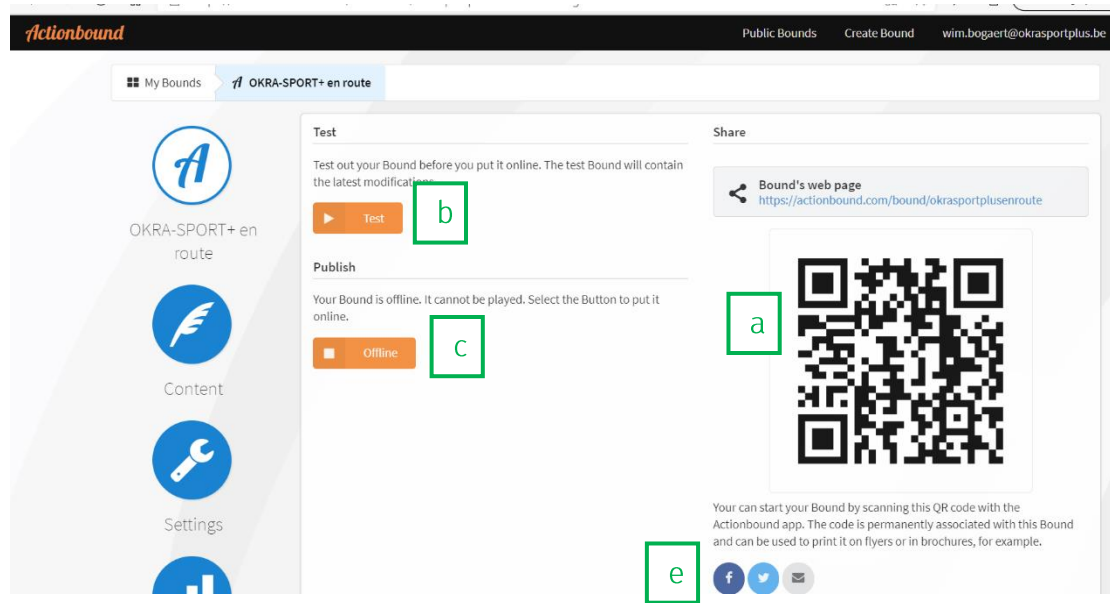 Actionbound
Public Bounds
Create Bound
wim.bogaert@okrasportplus.be
My Bounds
OKRA-SPORT+ en route
OKRA-SPORT+ en
route
Content
Settings
Test
Test out your Bound before you put it online. The test Bound will contain
the latest modifications.
Test
b
Publish
Your Bound is offline. It cannot be played. Select the Button to put it
online.
Offline
c
Share
Bound's web page
https://actionbound.com/bound/okrasportplusenroute
a
Your can start your Bound by scanning this QR code with the
Actionbound app. The code is permanently associated with this Bound
and can be used to print it on flyers or in brochures, for example.
e